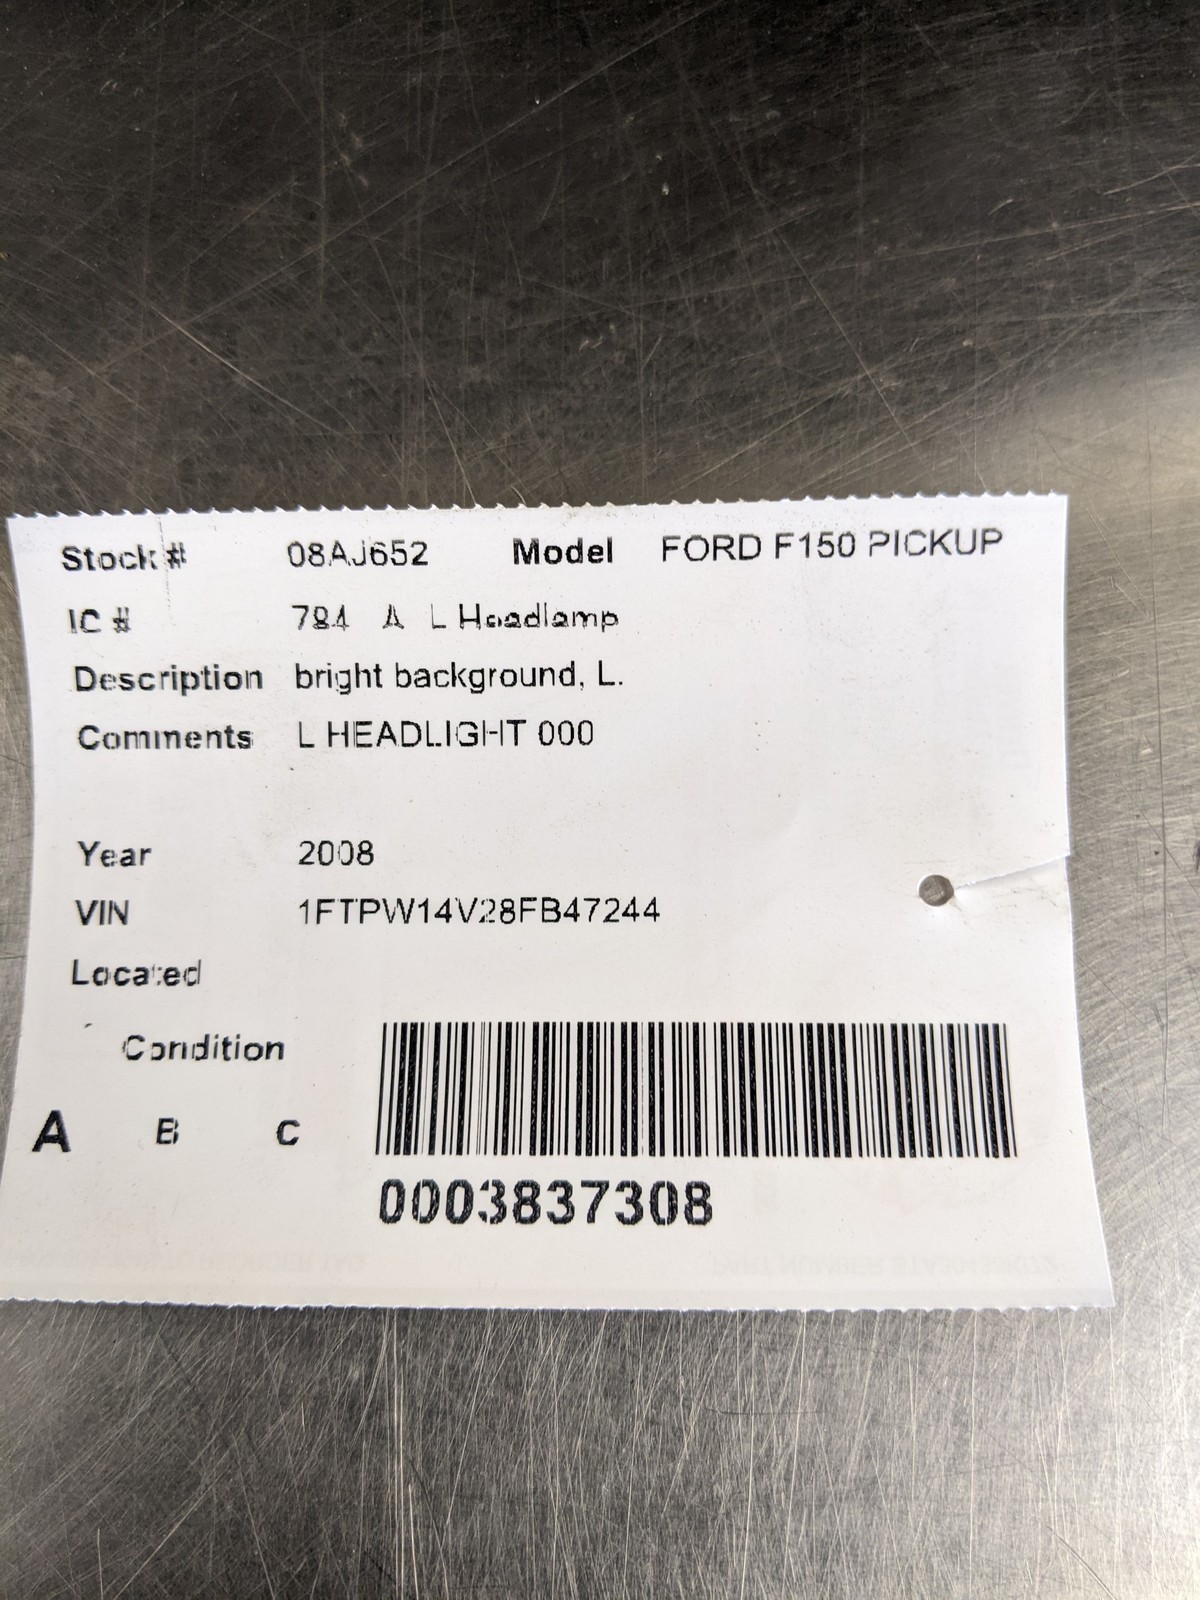 Stock # 08AJ652 Model FORD F150 PICKUP
IC # 784 A L Headlamp
Description bright background, L.
Comments L HEADLIGHT 000
Year 2008
VIN 1FTPW14V28FB47244
Located
Condition
A B C
0003837308